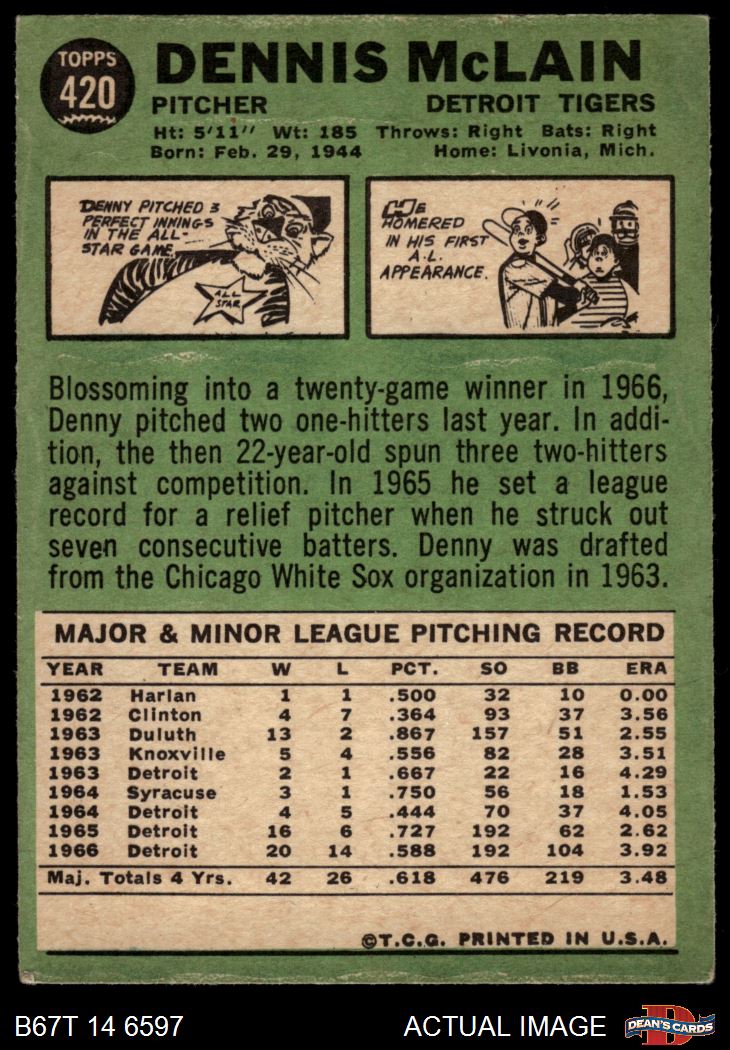 TOPPS
420
DENNIS McLAIN
PITCHER DETROIT TIGERS
Ht: 5'11" Wt: 185 Throws: Right Bats: Right
Born: Feb. 29, 1944 Home: Livonia, Mich.
DENNY PITCHED 3
PERFECT INNINGS
IN THE ALL-
STAR GAME
ALL
STAR
HE
HOMERED
IN HIS FIRST
A.L.
APPEARANCE.
Blossoming into a twenty-game winner in 1966,
Denny pitched two one-hitters last year. In addi-
tion, the then 22-year-old spun three two-hitters
against competition. In 1965 he set a league
record for a relief pitcher when he struck out
seven consecutive batters. Denny was drafted
from the Chicago White Sox organization in 1963.
MAJOR & MINOR LEAGUE PITCHING RECORD
YEAR TEAM W L PCT. SO BB ERA
1962 Harlan 1 1 .500 32 10 0.00
1962 Clinton 4 7 .364 93 37 3.56
1963 Duluth 13 2 .867 157 51 2.55
1963 Knoxville 5 4 .556 82 28 3.51
1963 Detroit 2 1 .667 22 16 4.29
1964 Syracuse 3 1 .750 56 18 1.53
1964 Detroit 4 5 .444 70 37 4.05
1965 Detroit 16 6 .727 192 62 2.62
1966 Detroit 20 14 .588 192 104 3.92
Maj. Totals 4 Yrs. 42 26 .618 476 219 3.48
©T.C.G. PRINTED IN U.S.A.
B67T 14 6597 ACTUAL IMAGE
D
DEAN'S CARDS